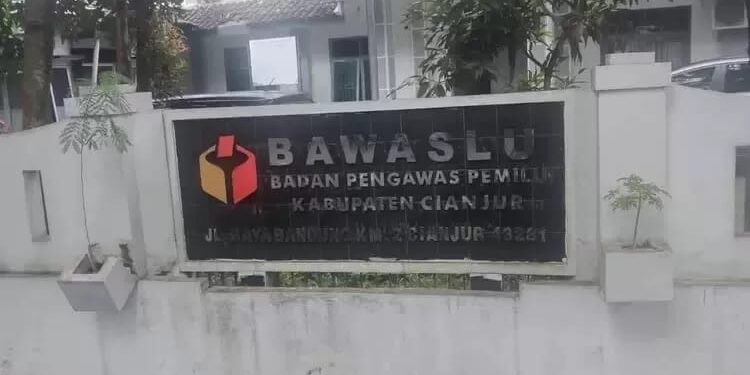 BAWASLU
BADAN PENGAWAS PEMILU
KABUPATEN CIANJUR
JL. RAYA BANDUNG KM. 2 CIANJUR 43281